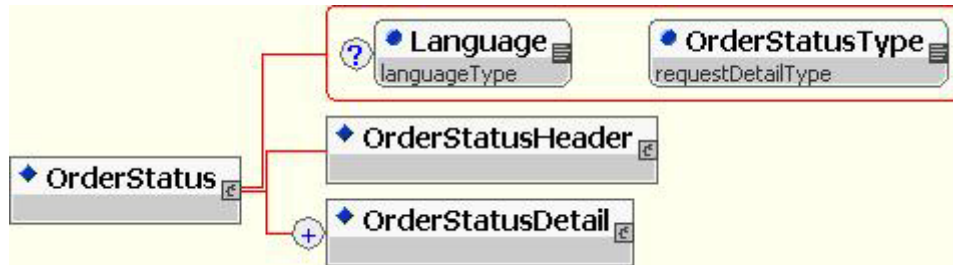 ? Language OrderStatusType
languageType requestDetailType
OrderStatusHeader
OrderStatus
+ OrderStatusDetail